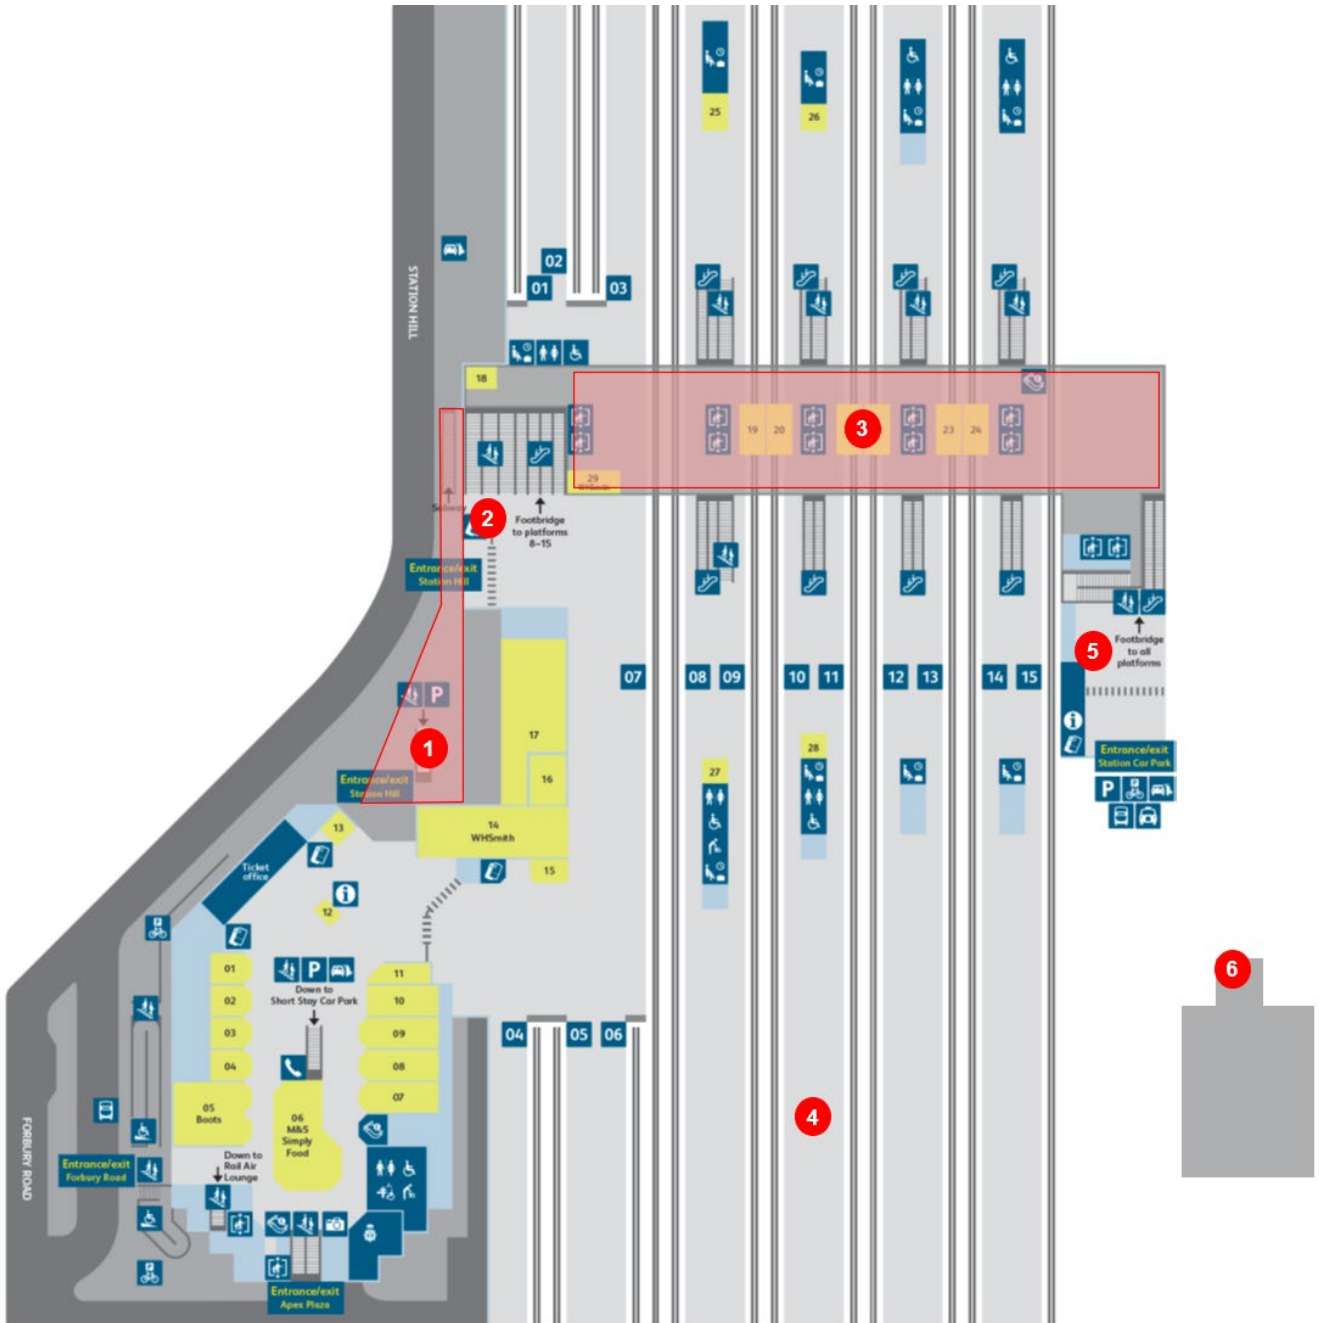 25
26
STATION HILL
02
01
03
18
19
20
3
23
24
29
WHSmith
Subway
2
Footbridge
to platforms
8–15
Entrance/exit
Station Hill
5
Footbridge
to all
platforms
07
08
09
10
11
12
13
14
15
P
17
1
28
27
16
i
Entrance/exit
Station Car Park
P
Entrance/exit
Station Hill
13
14
WHSmith
15
Ticket
office
i
12
P
Down to
Short Stay Car Park
01
11
02
10
03
09
04
08
07
05
Boots
06
M&S
Simply
Food
04
05
06
4
6
FORBURY ROAD
Entrance/exit
Forbury Road
Down to
Rail Air
Lounge
Entrance/exit
Apex Plaza